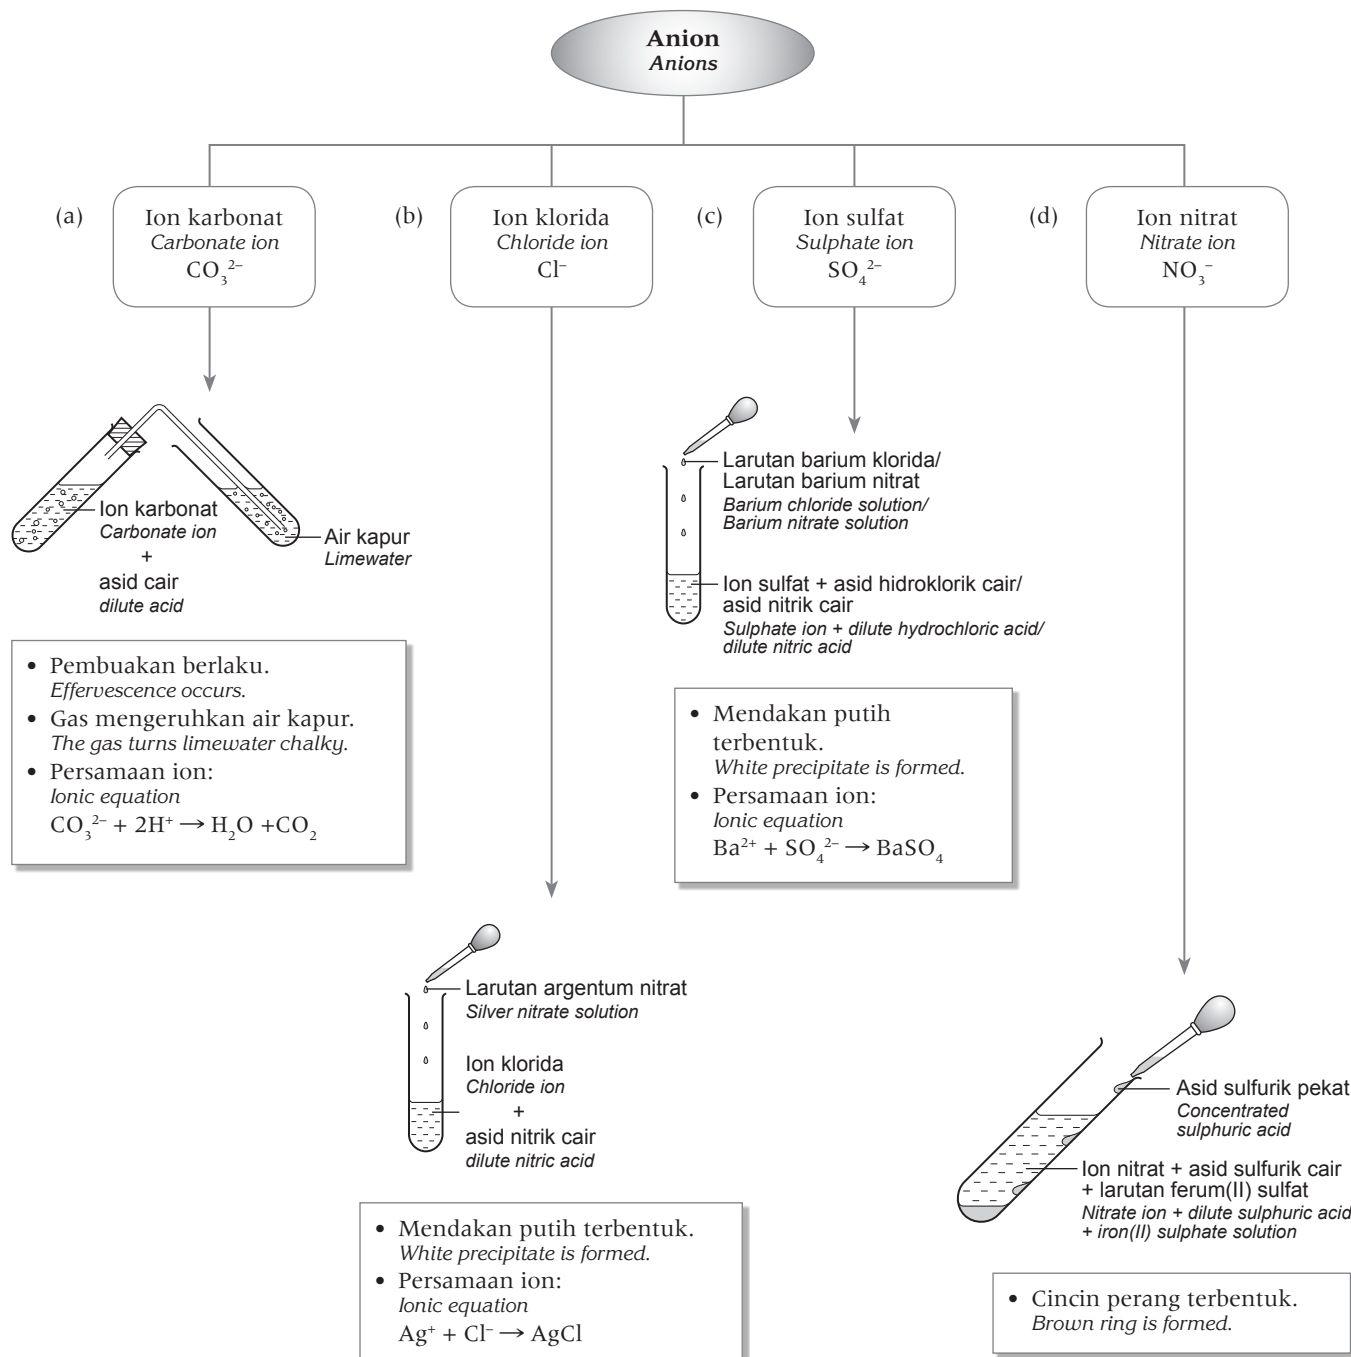 Anion
Anions
(a)
Ion karbonat
Carbonate ion
CO₃²⁻
(b)
Ion klorida
Chloride ion
Cl⁻
(c)
Ion sulfat
Sulphate ion
SO₄²⁻
(d)
Ion nitrat
Nitrate ion
NO₃⁻
Ion karbonat
Carbonate ion
+
asid cair
dilute acid
Air kapur
Limewater
• Pembuakan berlaku.
Effervescence occurs.
• Gas mengeruhkan air kapur.
The gas turns limewater chalky.
• Persamaan ion:
Ionic equation
CO₃²⁻ + 2H⁺ → H₂O +CO₂
Larutan barium klorida/
Larutan barium nitrat
Barium chloride solution/
Barium nitrate solution
Ion sulfat + asid hidroklorik cair/
asid nitrik cair
Sulphate ion + dilute hydrochloric acid/
dilute nitric acid
• Mendakan putih
terbentuk.
White precipitate is formed.
• Persamaan ion:
Ionic equation
Ba²⁺ + SO₄²⁻ → BaSO₄
Larutan argentum nitrat
Silver nitrate solution
Ion klorida
Chloride ion
+
asid nitrik cair
dilute nitric acid
• Mendakan putih terbentuk.
White precipitate is formed.
• Persamaan ion:
Ionic equation
Ag⁺ + Cl⁻ → AgCl
Asid sulfurik pekat
Concentrated
sulphuric acid
Ion nitrat + asid sulfurik cair
+ larutan ferum(II) sulfat
Nitrate ion + dilute sulphuric acid
+ iron(II) sulphate solution
• Cincin perang terbentuk.
Brown ring is formed.